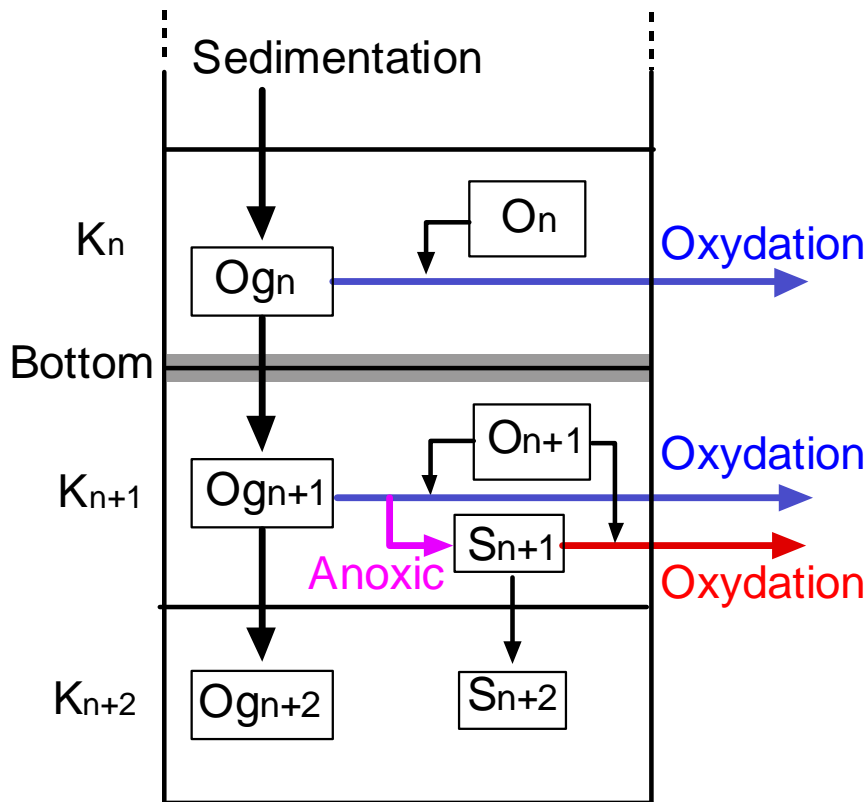 Sedimentation
Kn
On
Oxydation
Ogn
Bottom
On+1
Oxydation
Kn+1
Ogn+1
Sn+1
Anoxic
Oxydation
Kn+2
Ogn+2
Sn+2